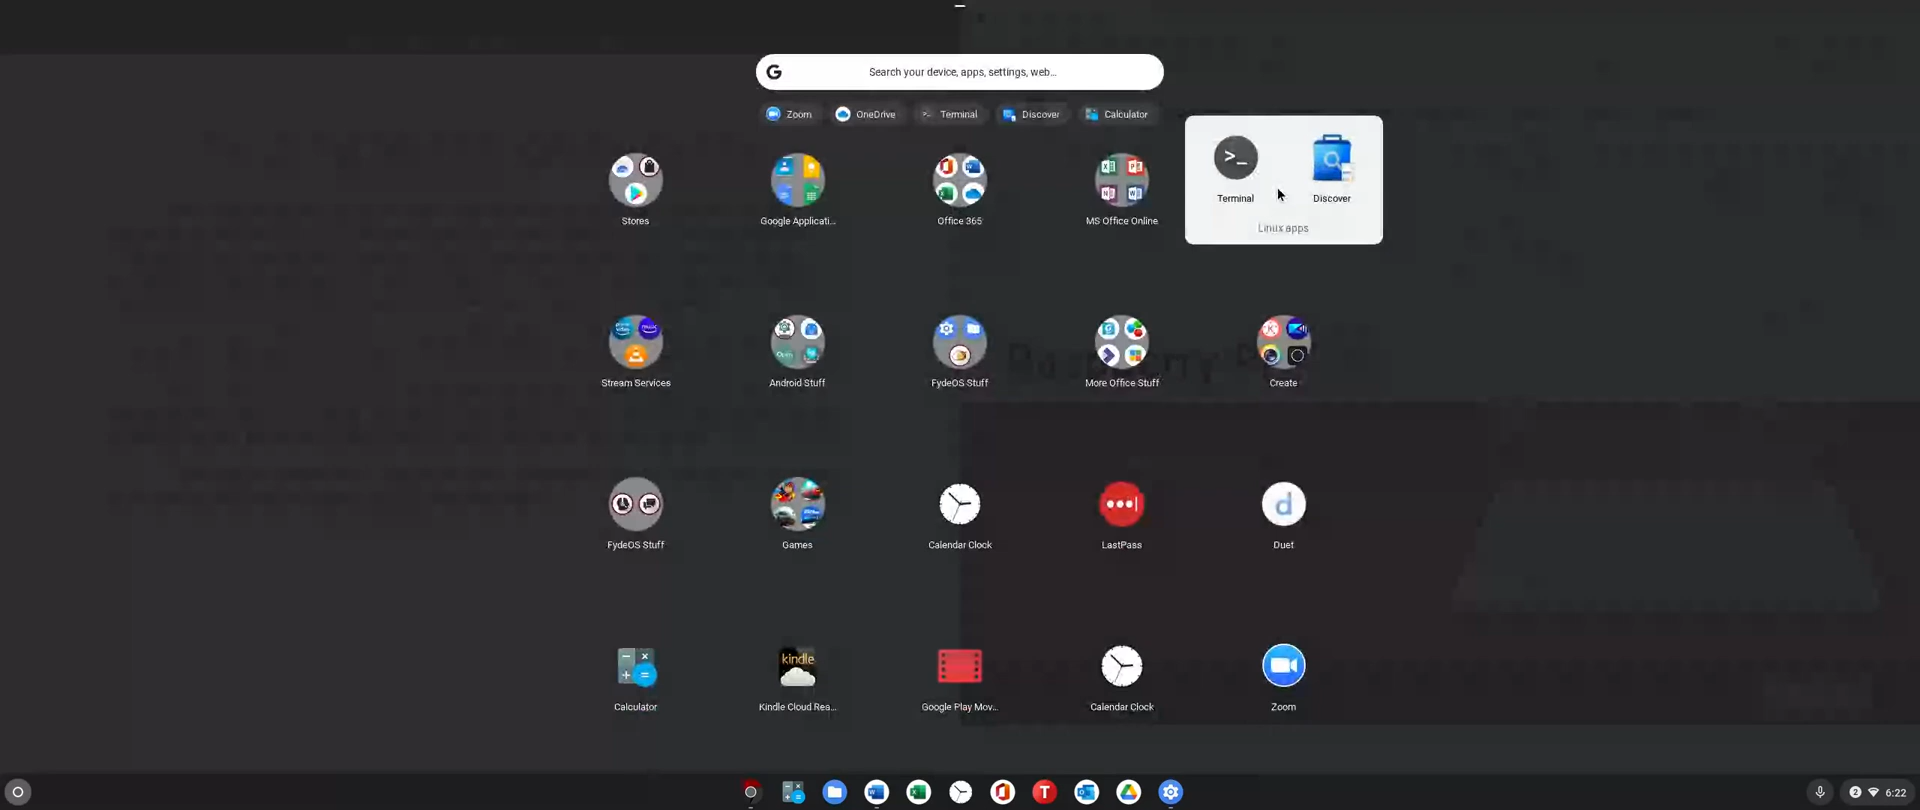 Search your device, apps, settings, web...
Zoom OneDrive Terminal Discover Calculator
Terminal Discover
Linux apps
Stores Google Applicati... Office 365 MS Office Online
Stream Services Android Stuff FydeOS Stuff More Office Stuff Create
FydeOS Stuff Games Calendar Clock LastPass Duet
kindle
Calculator Kindle Cloud Rea... Google Play Mov... Calendar Clock Zoom
2 6:22